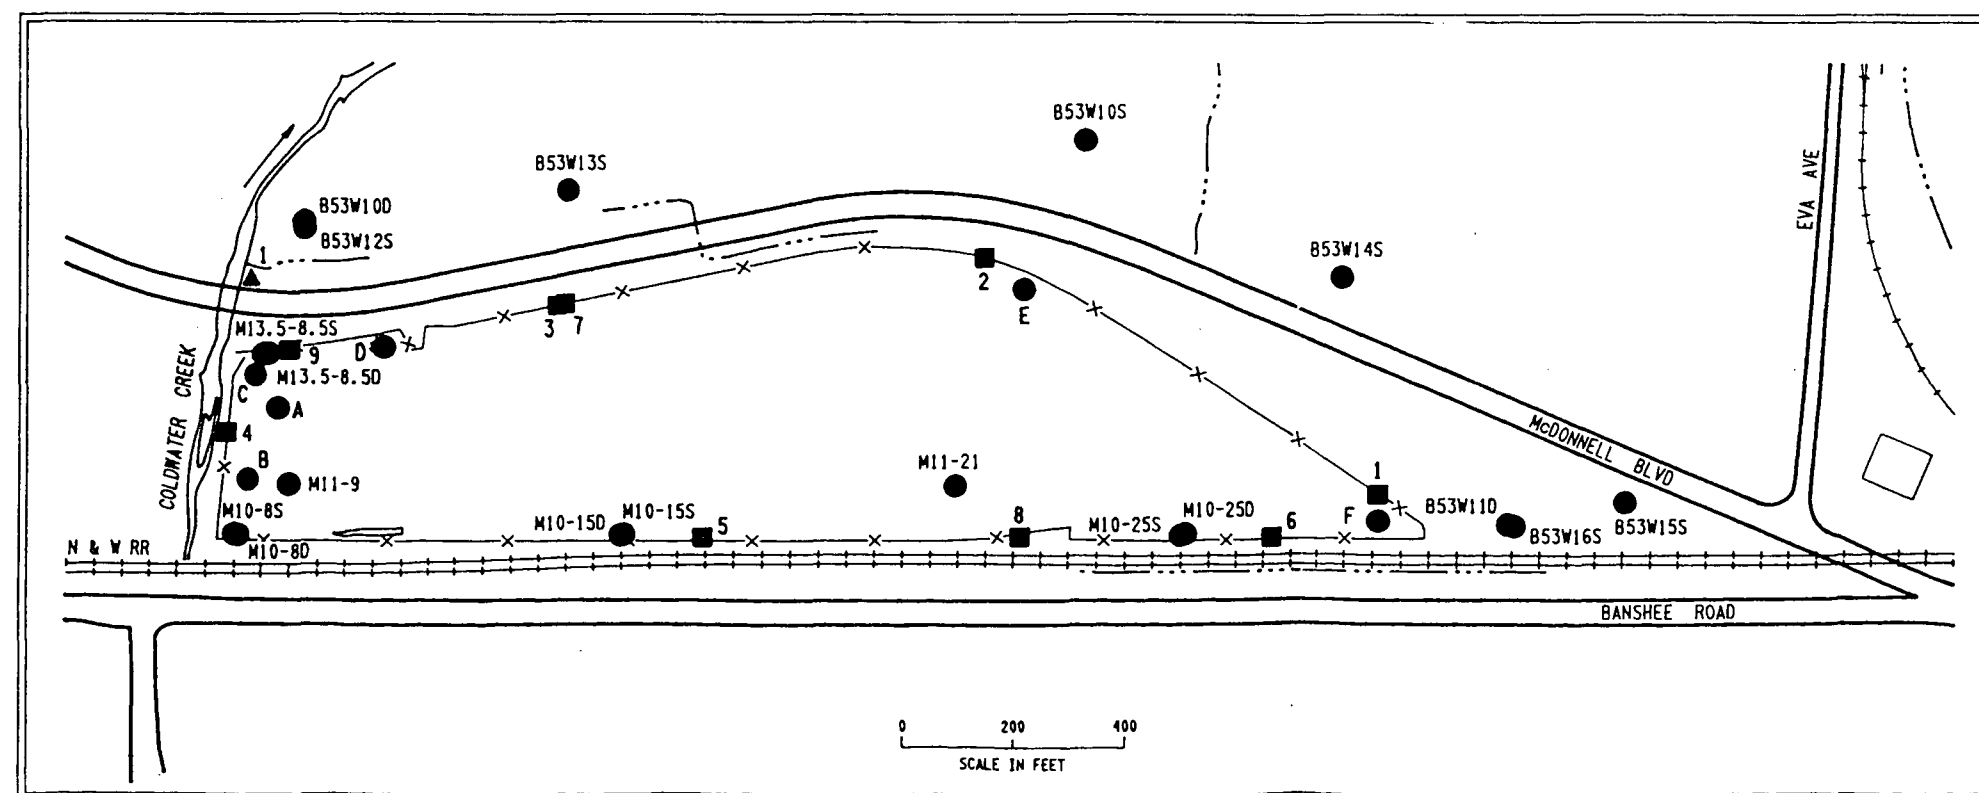 B53W10S
B53W13S
EVA AVE
B53W10D
B53W12S
1
B53W14S
2
E
3 7
M13.5-8.5S
9
D
M13.5-8.5D
C
A
COLDWATER CREEK
4
McDONNELL BLVD
B
M11-9
M11-21
1
M10-8S
M10-15D
M10-15S
5
8
M10-25S
M10-25D
6
F
B53W11D
B53W16S
B53W15S
N & W RR
M10-8D
BANSHEE ROAD
0 200 400
SCALE IN FEET